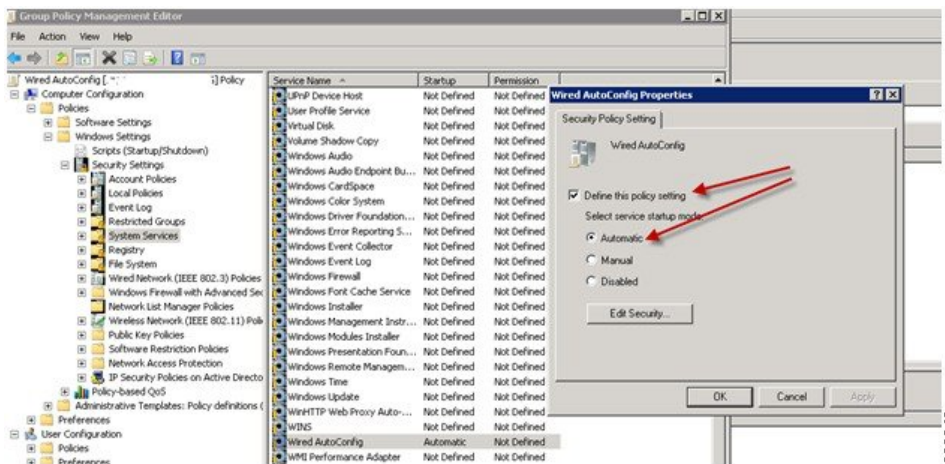 Group Policy Management Editor
File Action View Help
Wired AutoConfig [. Policy
Computer Configuration
Policies
Software Settings
Windows Settings
Scripts (Startup/Shutdown)
Security Settings
Account Policies
Local Policies
Event Log
Restricted Groups
System Services
Registry
File System
Wired Network (IEEE 802.3) Policies
Windows Firewall with Advanced Sec
Network List Manager Policies
Wireless Network (IEEE 802.11) Poli
Public Key Policies
Software Restriction Policies
Network Access Protection
IP Security Policies on Active Directo
Policy-based QoS
Administrative Templates: Policy definitions (
Preferences
User Configuration
Policies
Preferences
Service Name Startup Permission
UPnP Device Host Not Defined Not Defined
User Profile Service Not Defined Not Defined
Virtual Disk Not Defined Not Defined
Volume Shadow Copy Not Defined Not Defined
Windows Audio Not Defined Not Defined
Windows Audio Endpoint Bu... Not Defined Not Defined
Windows CardSpace Not Defined Not Defined
Windows Color System Not Defined Not Defined
Windows Driver Foundation... Not Defined Not Defined
Windows Error Reporting S... Not Defined Not Defined
Windows Event Collector Not Defined Not Defined
Windows Event Log Not Defined Not Defined
Windows Firewall Not Defined Not Defined
Windows Font Cache Service Not Defined Not Defined
Windows Installer Not Defined Not Defined
Windows Management Instr... Not Defined Not Defined
Windows Modules Installer Not Defined Not Defined
Windows Presentation Foun... Not Defined Not Defined
Windows Remote Managem... Not Defined Not Defined
Windows Time Not Defined Not Defined
Windows Update Not Defined Not Defined
WinHTTP Web Proxy Auto-... Not Defined Not Defined
WINS Not Defined Not Defined
Wired AutoConfig Automatic Not Defined
WMI Performance Adapter Not Defined Not Defined
Wired AutoConfig Properties
Security Policy Setting
Wired AutoConfig
Define this policy setting
Select service startup mode:
Automatic
Manual
Disabled
Edit Security...
OK Cancel Apply